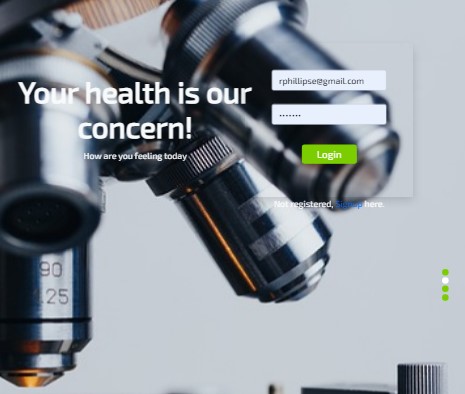 Your health is our
concern!
How are you feeling today
rphillipse@gmail.com
•••••••
Login
Not registered, Signup here.
90
.25